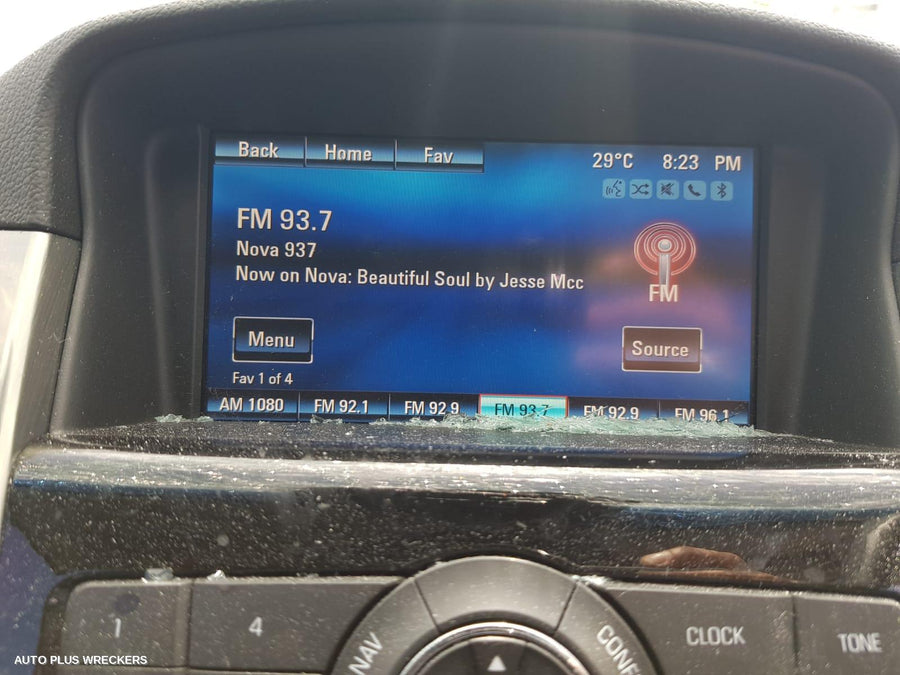 Back Home Fav 29°C 8:23 PM
FM 93.7
Nova 937
Now on Nova: Beautiful Soul by Jesse Mcc
FM
Menu Source
Fav 1 of 4
AM 1080 FM 92.1 FM 92.9 FM 93.7 FM 92.9 FM 96.1
1 4 NAV CONF CLOCK TONE
AUTO PLUS WRECKERS